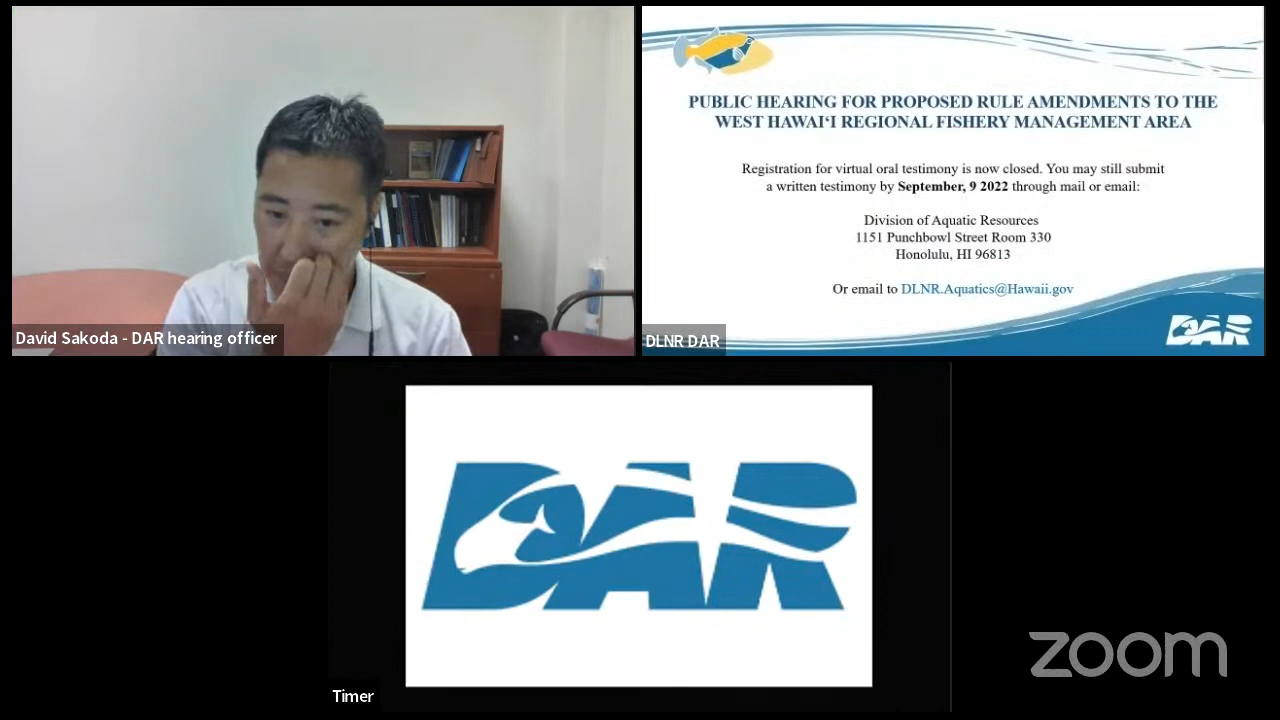 David Sakoda - DAR hearing officer
PUBLIC HEARING FOR PROPOSED RULE AMENDMENTS TO THE
WEST HAWAI‘I REGIONAL FISHERY MANAGEMENT AREA
Registration for virtual oral testimony is now closed. You may still submit
a written testimony by September, 9 2022 through mail or email:
Division of Aquatic Resources
1151 Punchbowl Street Room 330
Honolulu, HI 96813
Or email to DLNR.Aquatics@Hawaii.gov
DAR
DLNR DAR
DAR
Timer
zoom